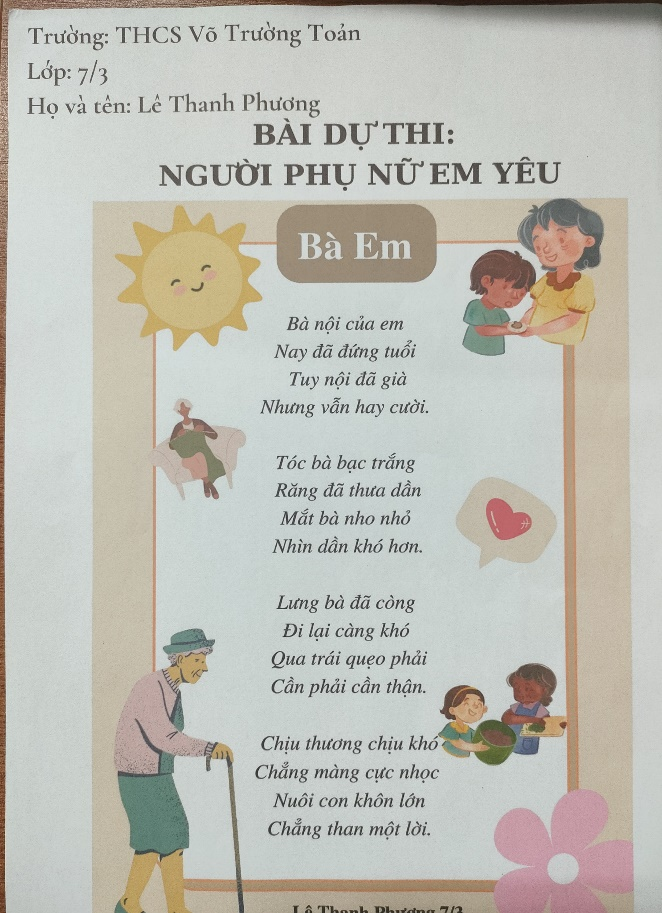 Trường: THCS Võ Trường Toản
Lớp: 7/3
Họ và tên: Lê Thanh Phương
BÀI DỰ THI:
NGƯỜI PHỤ NỮ EM YÊU
Bà Em
Bà nội của em
Nay đã đứng tuổi
Tuy nội đã già
Nhưng vẫn hay cười.
Tóc bà bạc trắng
Răng đã thưa dần
Mắt bà nho nhỏ
Nhìn dần khó hơn.
Lưng bà đã còng
Đi lại càng khó
Qua trái quẹo phải
Cần phải cần thận.
Chịu thương chịu khó
Chẳng màng cực nhọc
Nuôi con khôn lớn
Chẳng than một lời.
Lê Thanh Phương 7/3